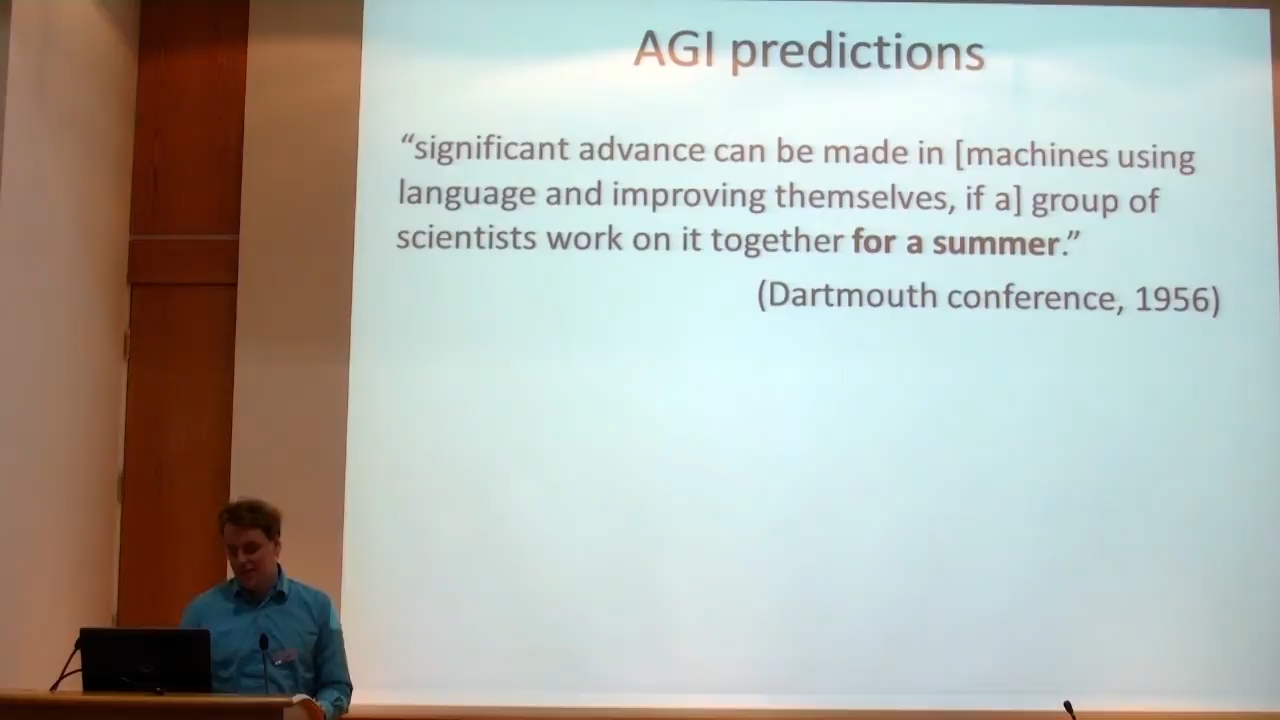 AGI predictions
“significant advance can be made in [machines using
language and improving themselves, if a] group of
scientists work on it together for a summer.”
(Dartmouth conference, 1956)